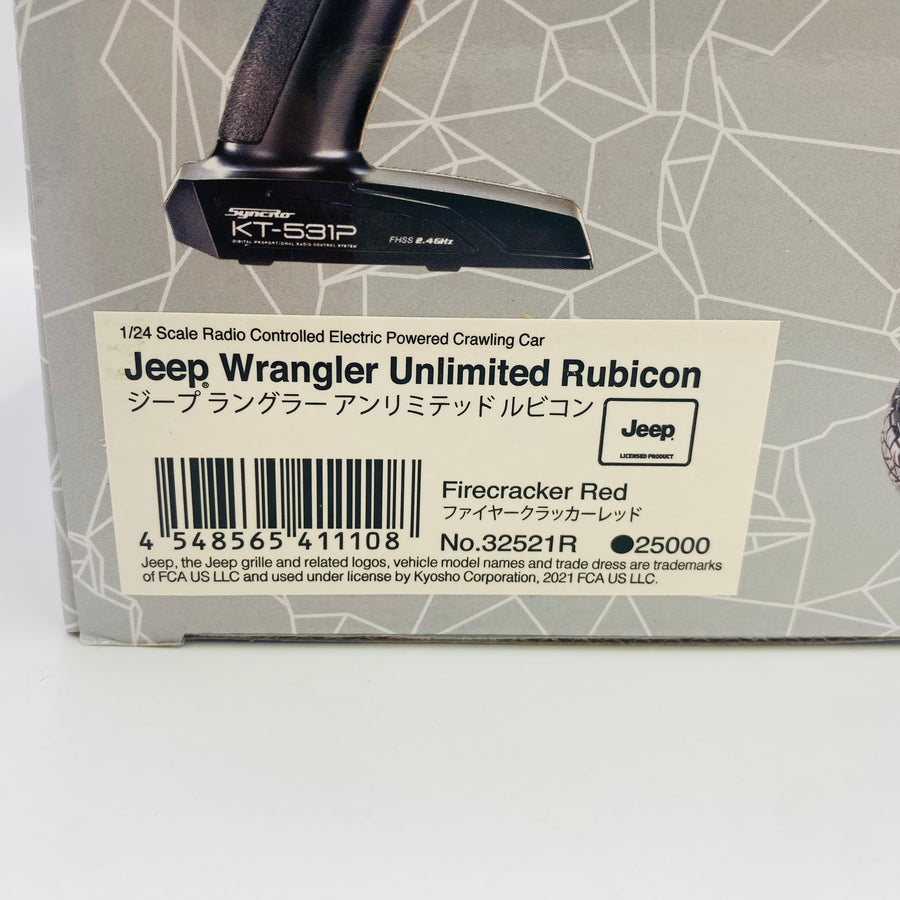 Syncro
KT-531P
DIGITAL PROPORTIONAL RADIO CONTROL SYSTEM
FHSS 2.4GHz
1/24 Scale Radio Controlled Electric Powered Crawling Car
Jeep® Wrangler Unlimited Rubicon
ジープ ラングラー アンリミテッド ルビコン
Jeep®
LICENSED PRODUCT
Firecracker Red
ファイヤークラッカーレッド
4 548565 411108
No.32521R ●25000
Jeep, the Jeep grille and related logos, vehicle model names and trade dress are trademarks
of FCA US LLC and used under license by Kyosho Corporation, 2021 FCA US LLC.